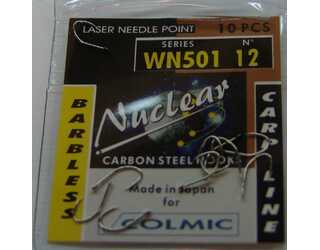 LASER NEEDLE POINT 10 PCS
SERIES N°
WN501 12
Nuclear
BARBLESS
CARP LINE
CARBON STEEL HOOKS
Made in Japan
for
COLMIC